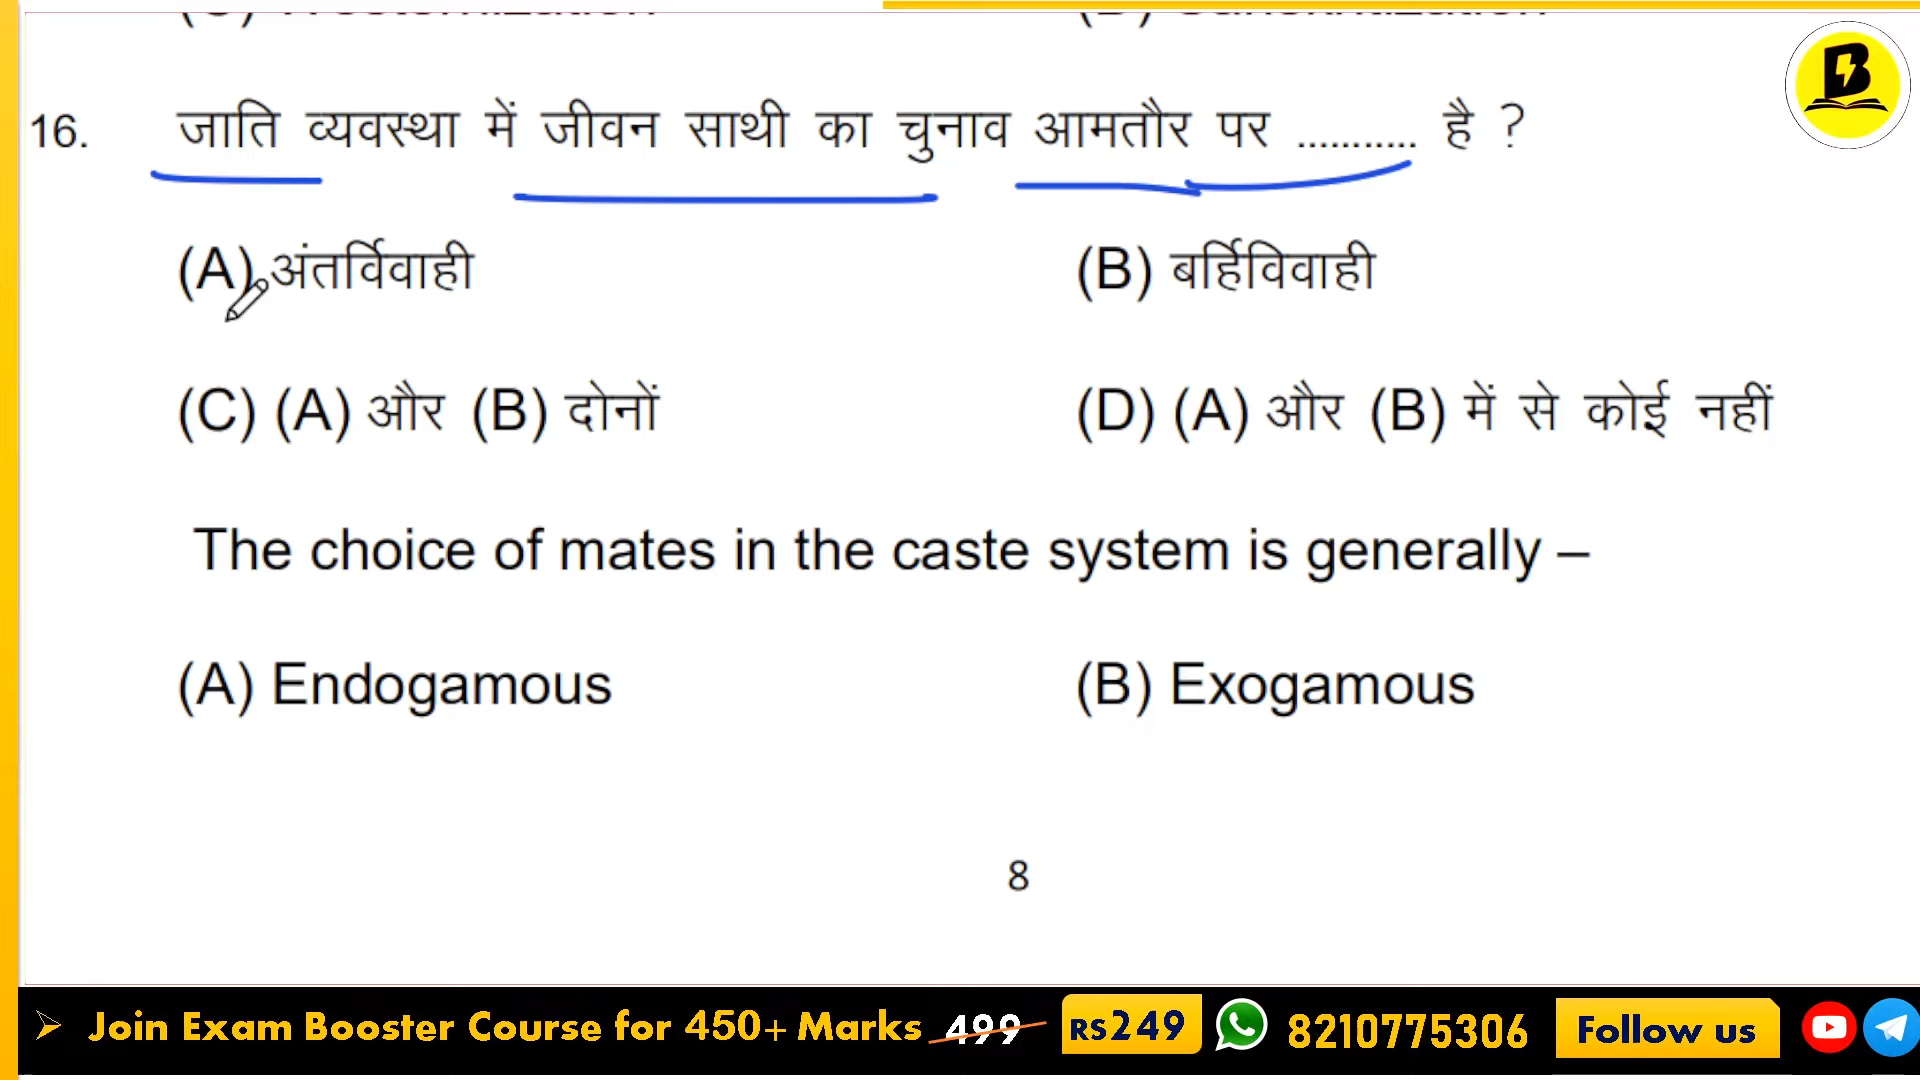 16. जाति व्यवस्था में जीवन साथी का चुनाव आमतौर पर ........... है ?
(A) अंतर्विवाही (B) बर्हिविवाही
(C) (A) और (B) दोनों (D) (A) और (B) में से कोई नहीं
The choice of mates in the caste system is generally –
(A) Endogamous (B) Exogamous
8
➢ Join Exam Booster Course for 450+ Marks 499 RS249 8210775306 Follow us